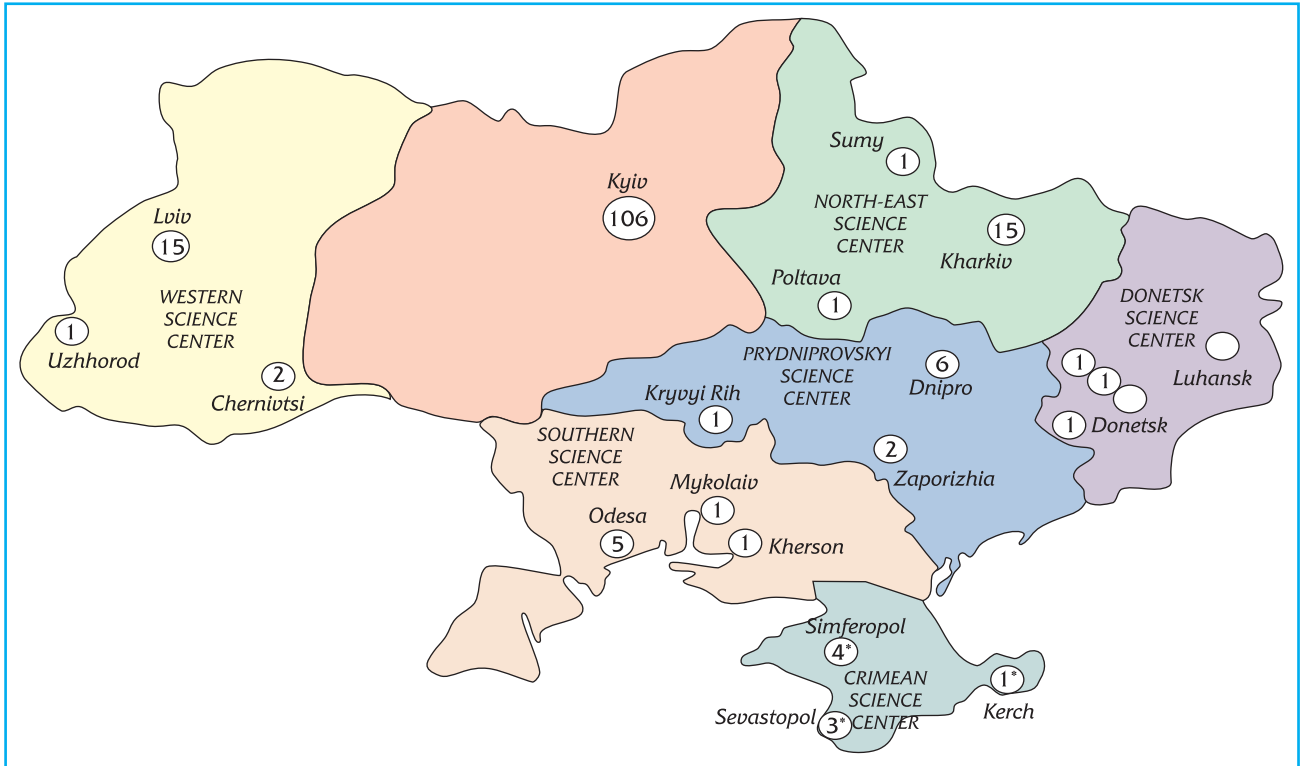 Kyiv
106
Lviv
15
WESTERN
SCIENCE
CENTER
1
Uzhhorod
2
Chernivtsi
Sumy
1
NORTH-EAST
SCIENCE
CENTER
15
Kharkiv
Poltava
1
DONETSK
SCIENCE
CENTER
Luhansk
1
1
1
Donetsk
PRYDNIPROVSKYI
SCIENCE
CENTER
6
Dnipro
Kryvyi Rih
1
2
Zaporizhia
SOUTHERN
SCIENCE
CENTER
Mykolaiv
1
Odesa
5
1
Kherson
Simferopol
4*
CRIMEAN
SCIENCE
CENTER
1*
Kerch
Sevastopol
3*